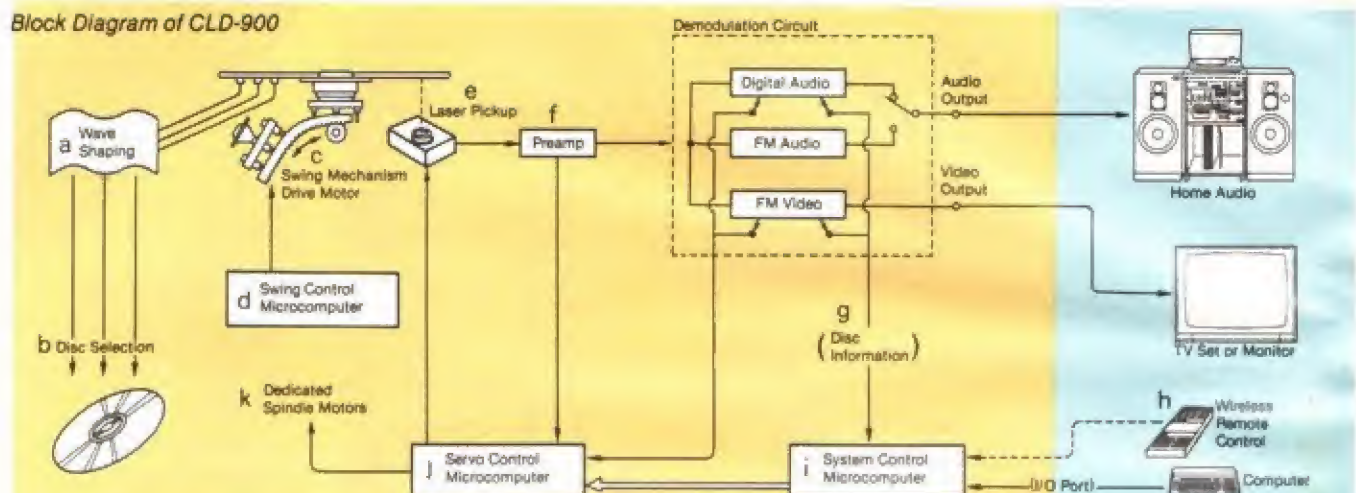 Block Diagram of CLD-900
Demodulation Circuit
a Wave
Shaping
b Disc Selection
c
Swing Mechanism
Drive Motor
d Swing Control
Microcomputer
e
Laser Pickup
f
Preamp
Digital Audio
FM Audio
FM Video
Audio
Output
Video
Output
Home Audio
TV Set or Monitor
g
(Disc
Information)
h
Wireless
Remote
Control
k Dedicated
Spindle Motors
j Servo Control
Microcomputer
i System Control
Microcomputer
(I/O Port)
Computer